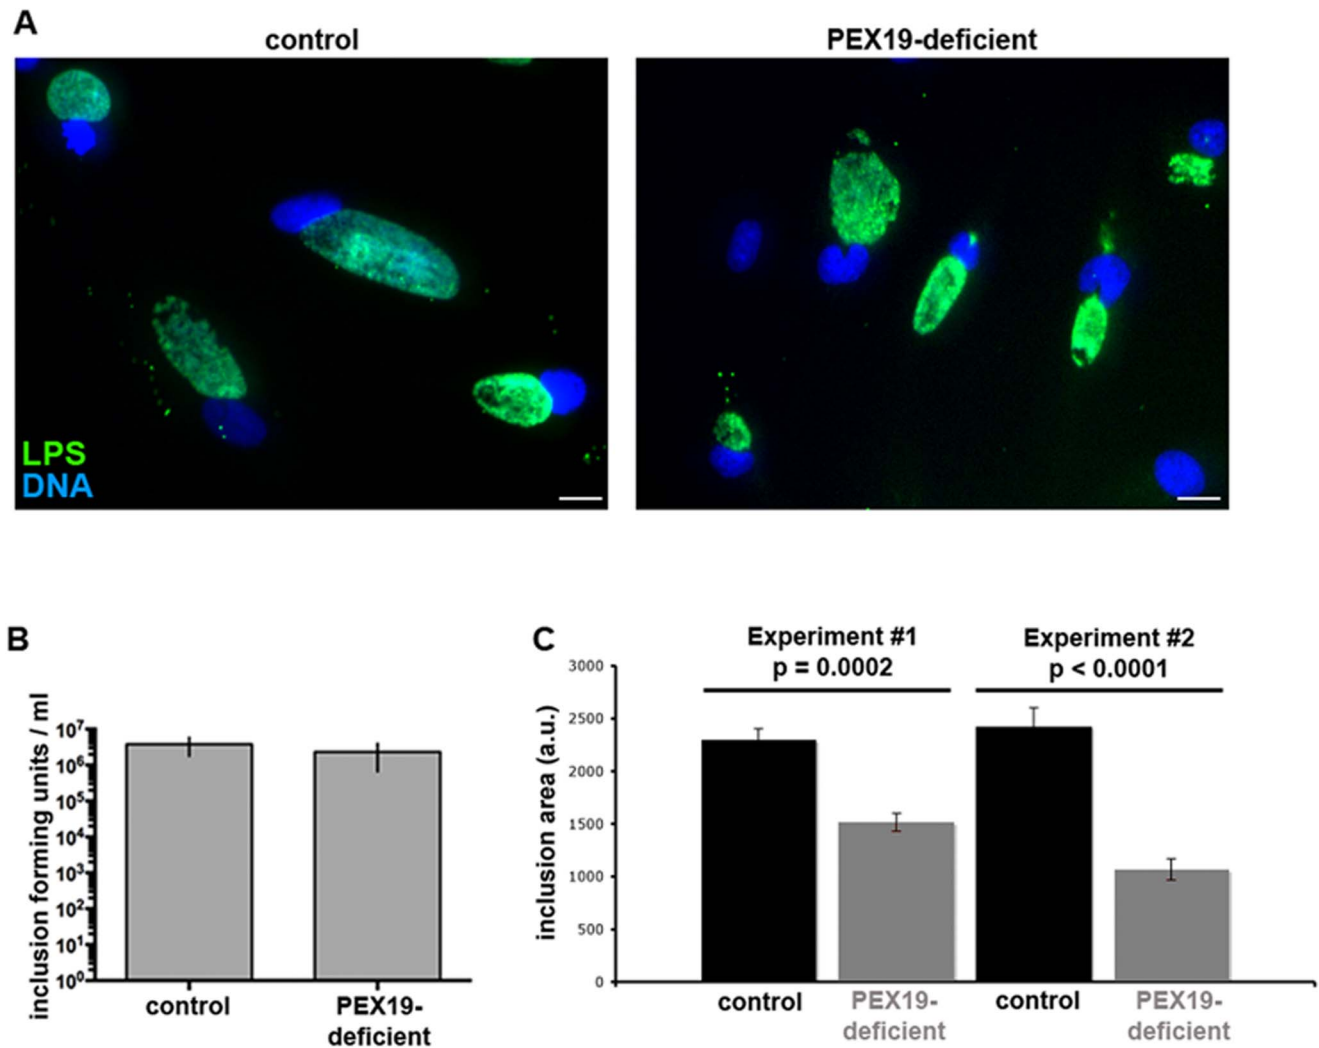 A
control
PEX19-deficient
LPS
DNA
B
inclusion forming units / ml
10⁷
10⁶
10⁵
10⁴
10³
10²
10¹
10⁰
control
PEX19-
deficient
C
Experiment #1
p = 0.0002
Experiment #2
p < 0.0001
inclusion area (a.u.)
3000
2500
2000
1500
1000
500
0
control
PEX19-
deficient
control
PEX19-
deficient